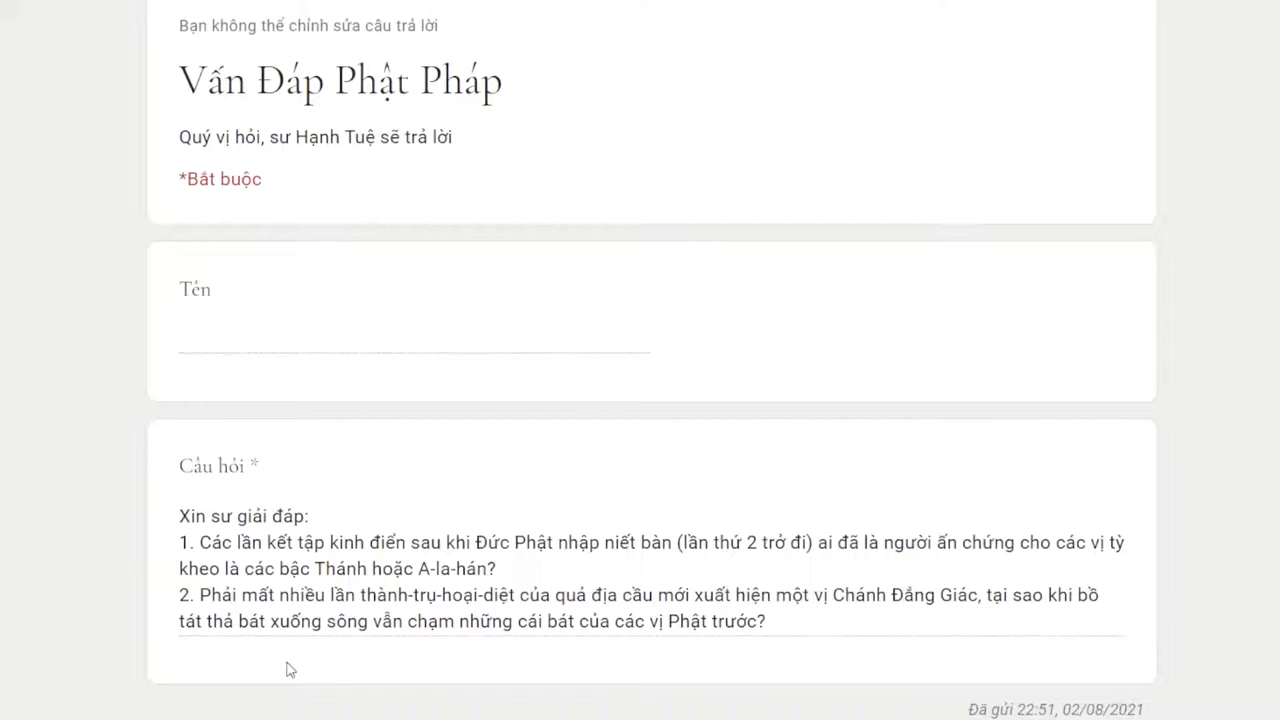 Bạn không thể chỉnh sửa câu trả lời
Vấn Đáp Phật Pháp
Quý vị hỏi, sư Hạnh Tuệ sẽ trả lời
*Bắt buộc
Tên
Câu hỏi *
Xin sư giải đáp:
1. Các lần kết tập kinh điển sau khi Đức Phật nhập niết bàn (lần thứ 2 trở đi) ai đã là người ấn chứng cho các vị tỳ
kheo là các bậc Thánh hoặc A-la-hán?
2. Phải mất nhiều lần thành-trụ-hoại-diệt của quả địa cầu mới xuất hiện một vị Chánh Đẳng Giác, tại sao khi bồ
tát thả bát xuống sông vẫn chạm những cái bát của các vị Phật trước?
Đã gửi 22:51, 02/08/2021